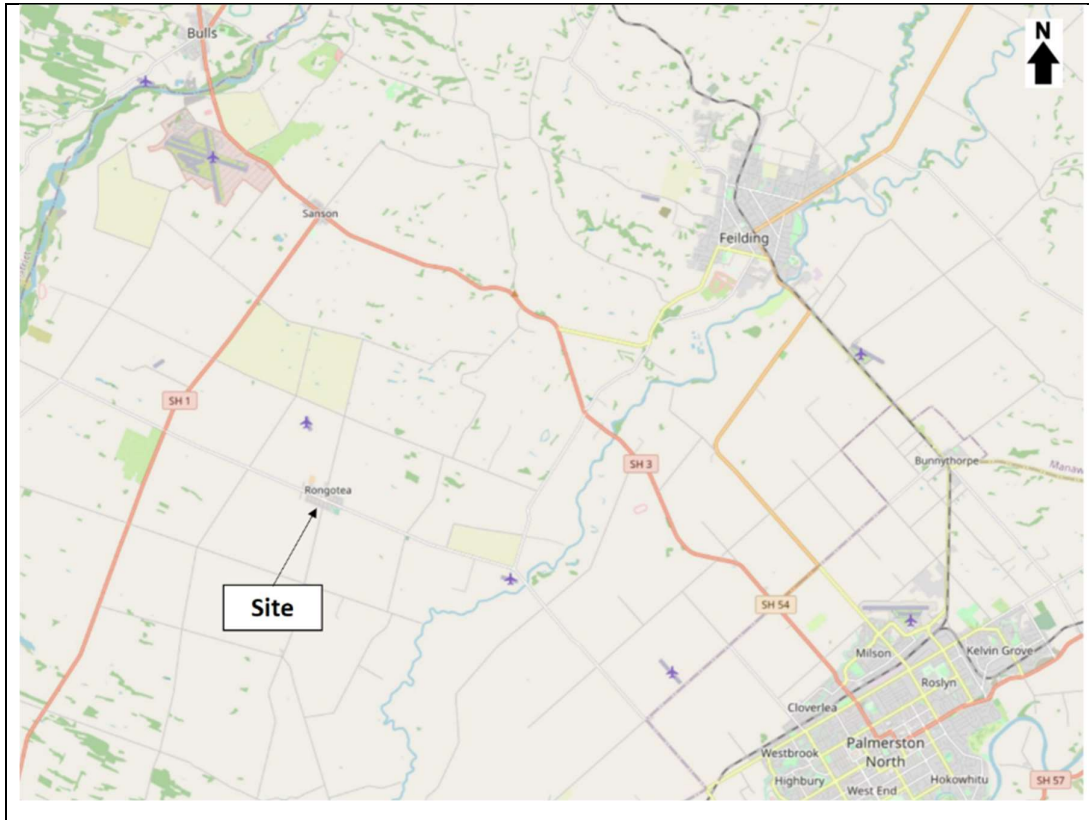 Bulls
N
Sanson
Feilding
SH 1
SH 3
Bunnythorpe
Manaw
Rongotea
Site
SH 54
Milson
Kelvin Grove
Roslyn
Cloverlea
Palmerston
North
Westbrook
Highbury
Hokowhitu
West End
SH 57